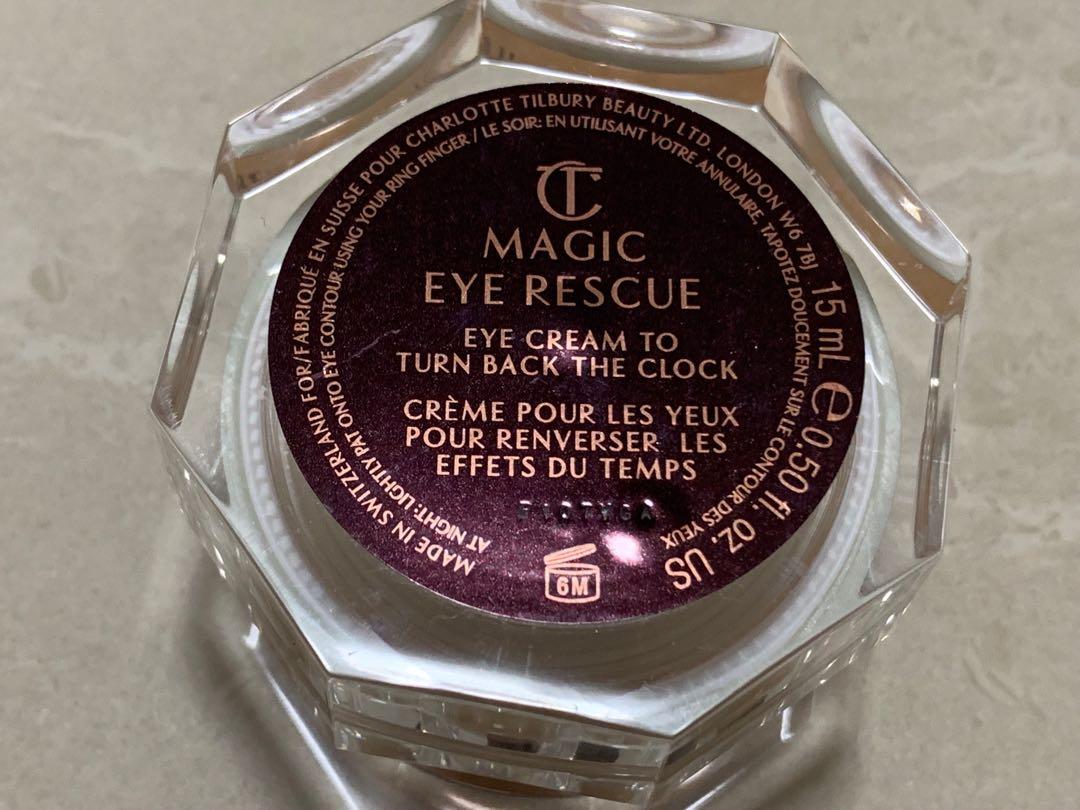 MADE IN SWITZERLAND FOR/FABRIQUÉ EN SUISSE POUR CHARLOTTE TILBURY BEAUTY LTD. LONDON W6 7BJ 15 mL e 0.50 fl. oz. US
AT NIGHT: LIGHTLY PAT ONTO EYE CONTOUR USING YOUR RING FINGER / LE SOIR: EN UTILISANT VOTRE ANNULAIRE, TAPOTEZ DOUCEMENT SUR LE CONTOUR DES YEUX
CT
MAGIC
EYE RESCUE
EYE CREAM TO
TURN BACK THE CLOCK
CRÈME POUR LES YEUX
POUR RENVERSER LES
EFFETS DU TEMPS
6M